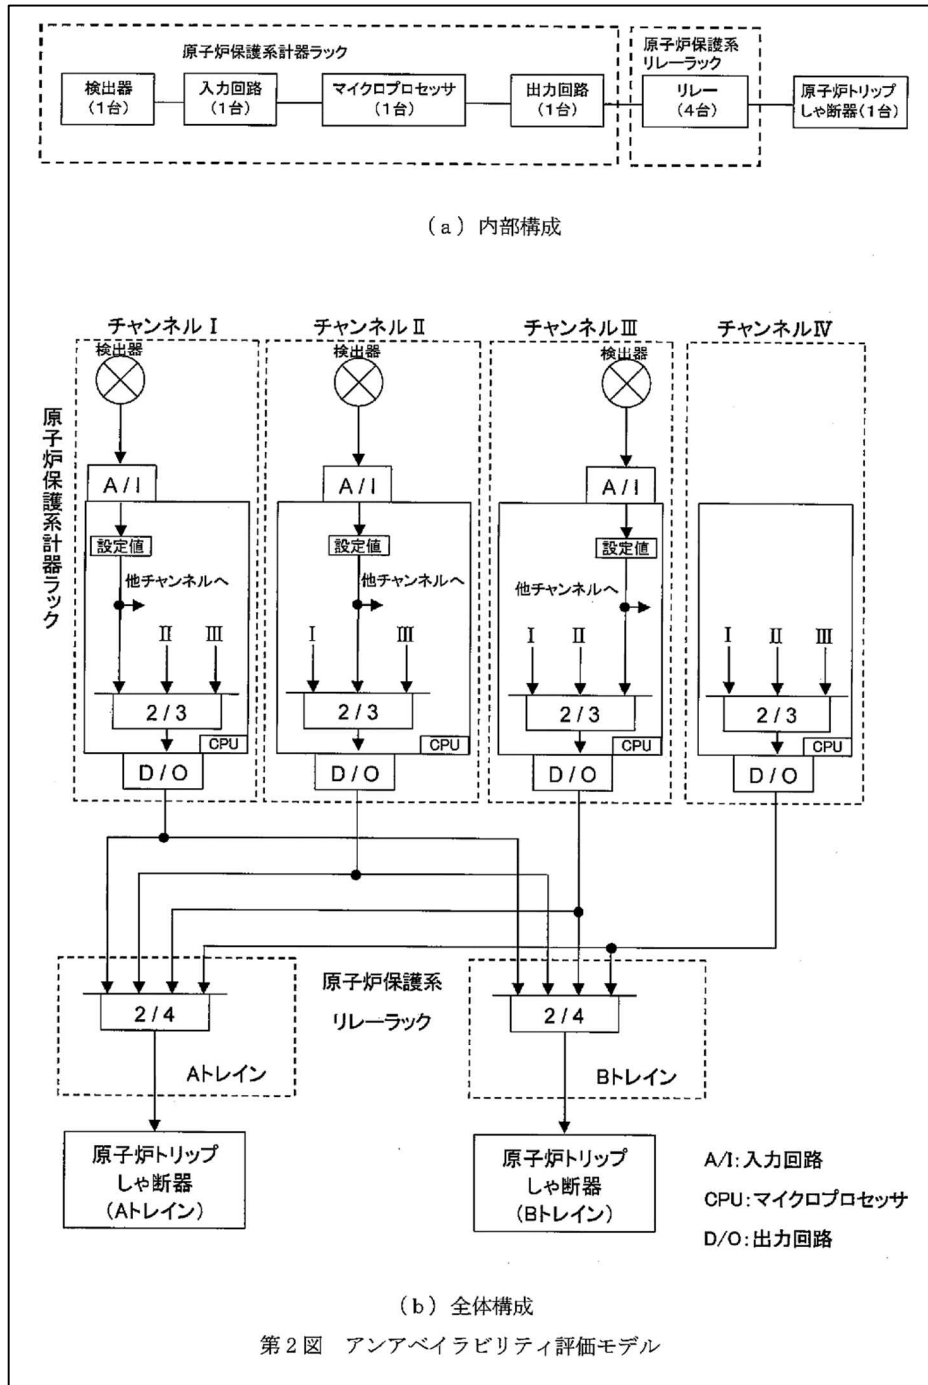 原子炉保護系計器ラック
検出器
(1台)
入力回路
(1台)
マイクロプロセッサ
(1台)
出力回路
(1台)
原子炉保護系
リレーラック
リレー
(4台)
原子炉トリップ
しゃ断器(1台)
(a) 内部構成
チャンネル I
チャンネル II
チャンネル III
チャンネル IV
検出器
検出器
検出器
原子炉保護系計器ラック
A/I
A/I
A/I
設定値
設定値
設定値
他チャンネルへ
他チャンネルへ
他チャンネルへ
II
III
I
III
I
II
I
II
III
2/3
2/3
2/3
2/3
CPU
CPU
CPU
CPU
D/O
D/O
D/O
D/O
原子炉保護系
リレーラック
2/4
2/4
Aトレイン
Bトレイン
原子炉トリップ
しゃ断器
(Aトレイン)
原子炉トリップ
しゃ断器
(Bトレイン)
A/I:入力回路
CPU:マイクロプロセッサ
D/O:出力回路
(b) 全体構成
第2図 アンアベイラビリティ評価モデル